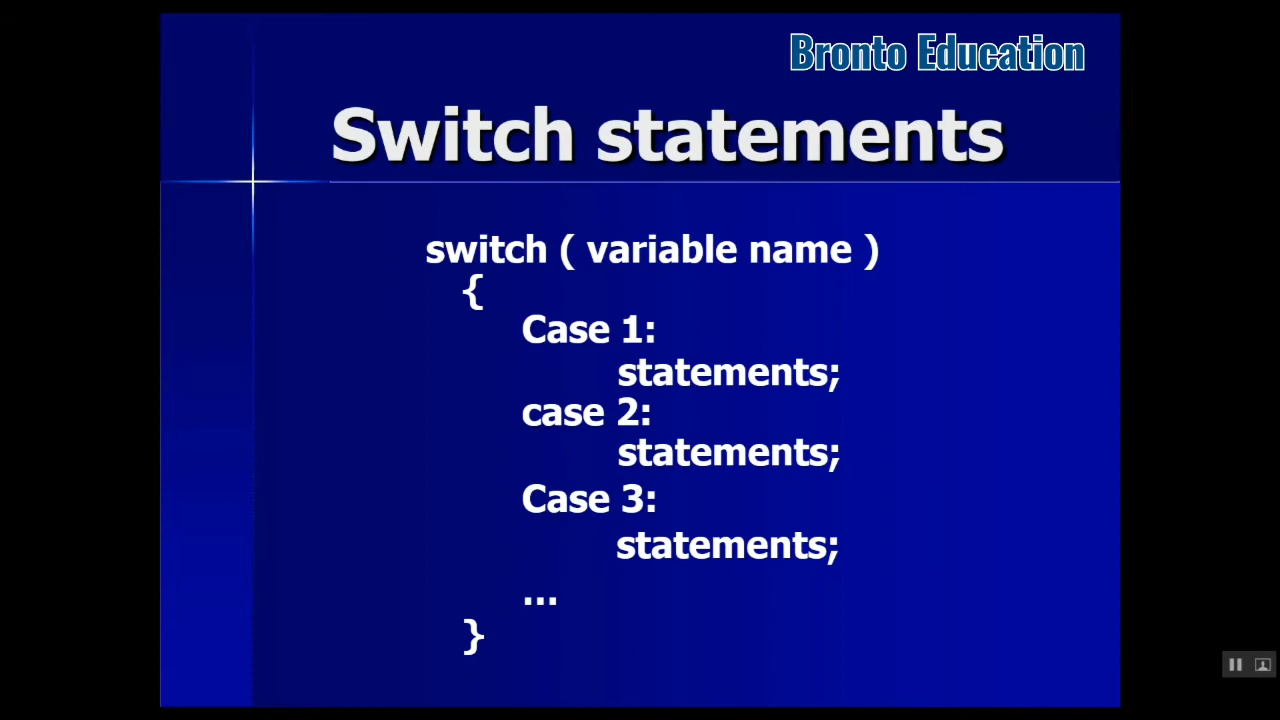 Bronto Education
Switch statements
switch ( variable name )
{
Case 1:
statements;
case 2:
statements;
Case 3:
statements;
...
}